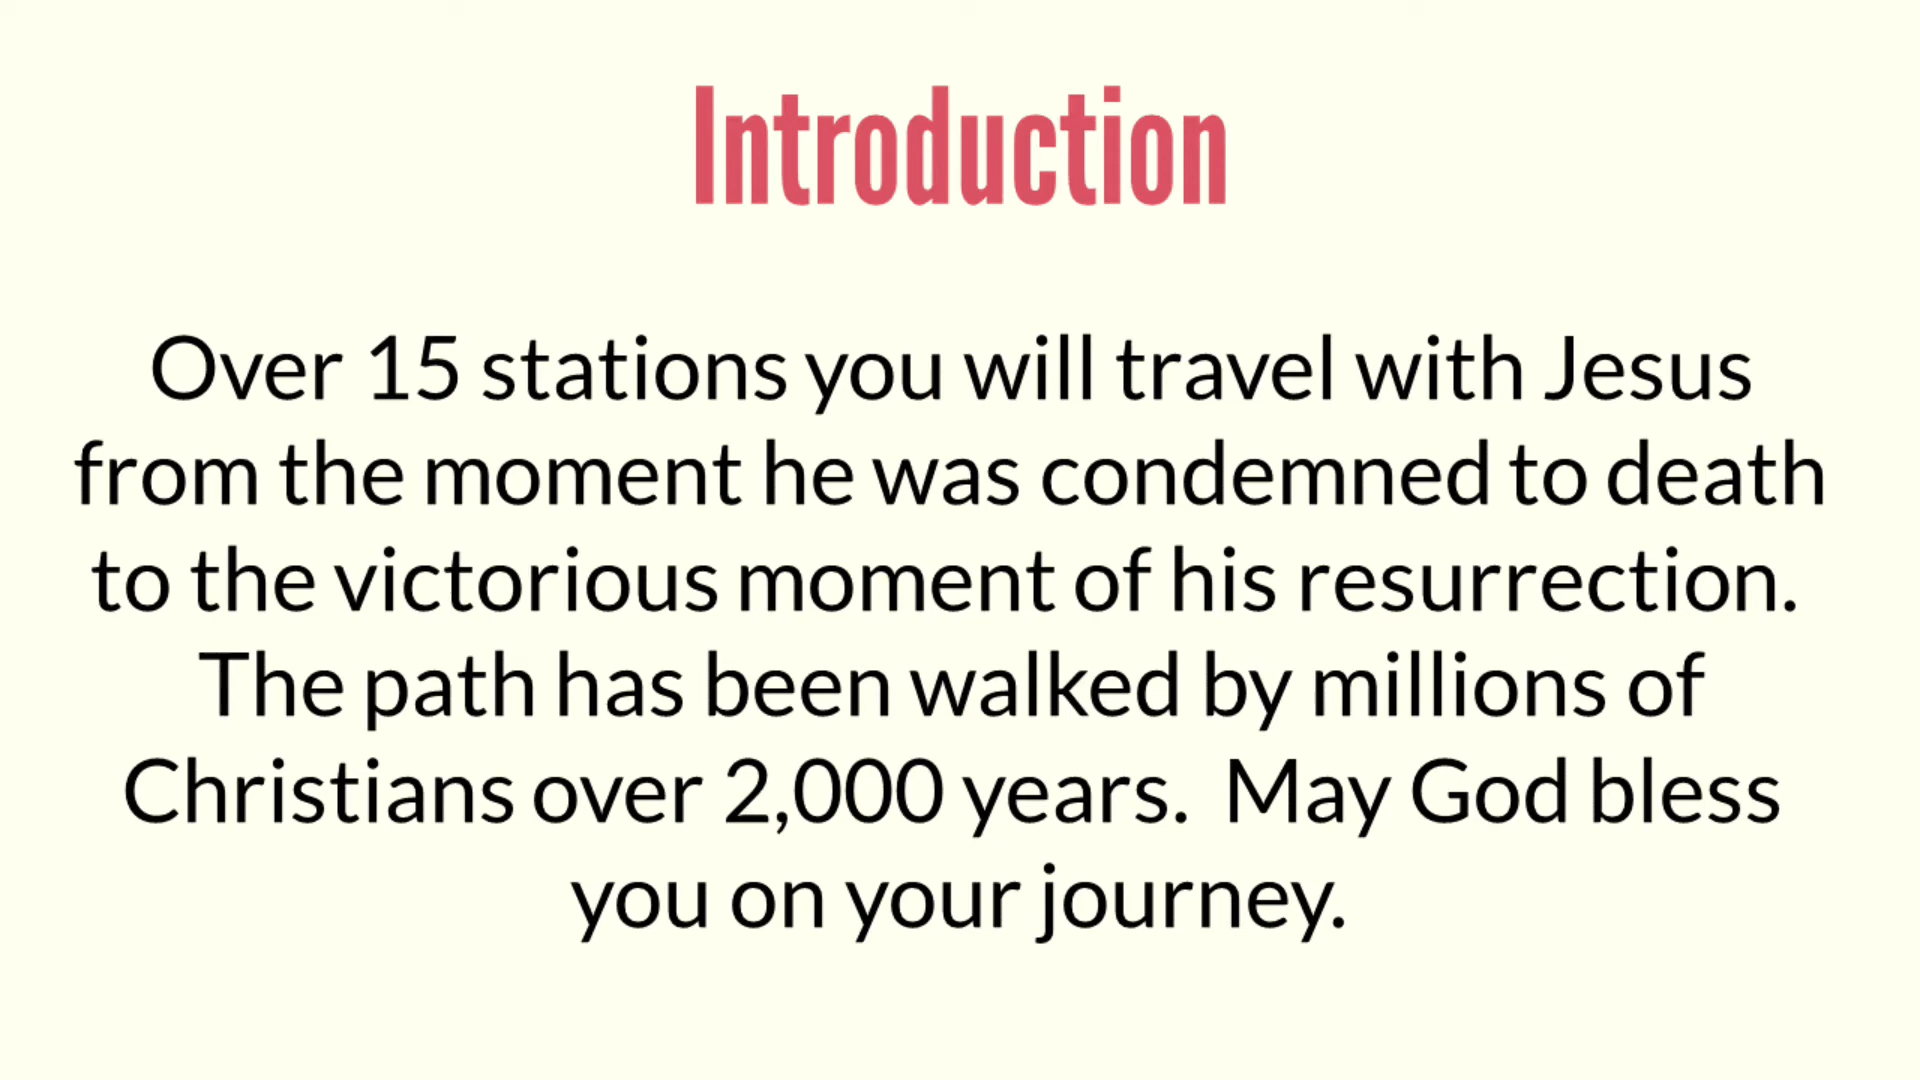 Introduction
Over 15 stations you will travel with Jesus
from the moment he was condemned to death
to the victorious moment of his resurrection.
The path has been walked by millions of
Christians over 2,000 years.  May God bless
you on your journey.